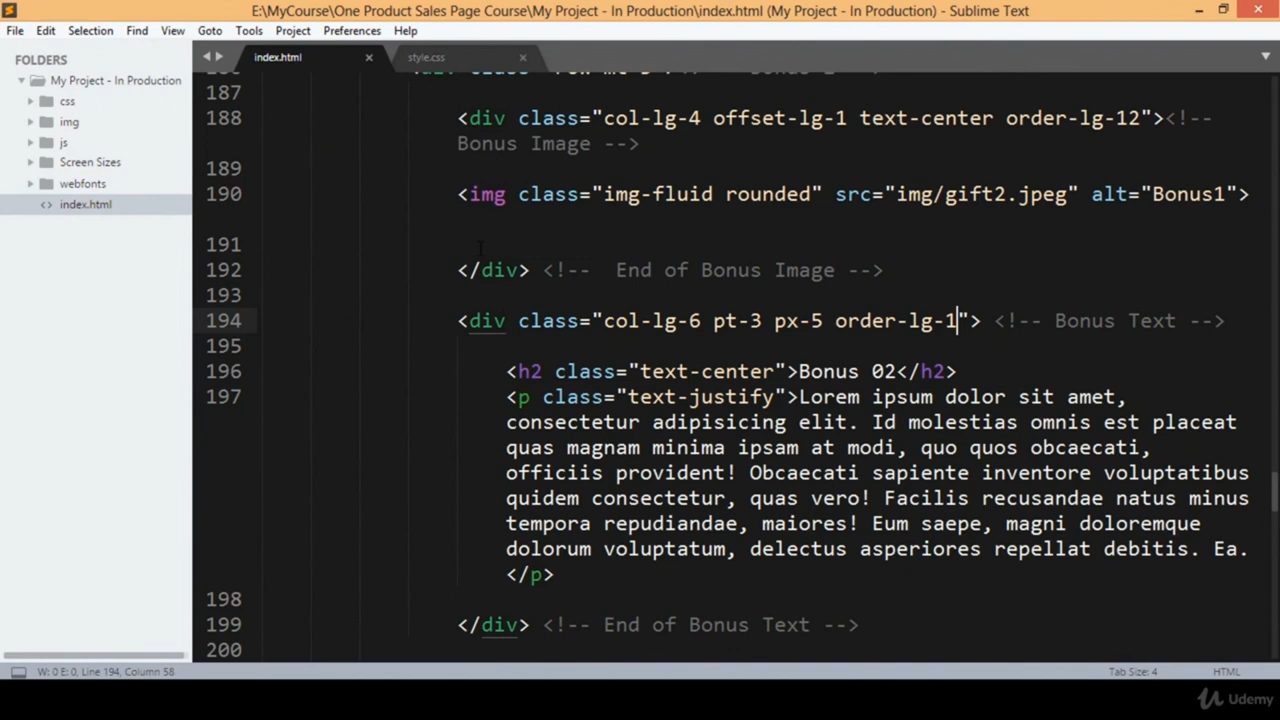 E:\MyCourse\One Product Sales Page Course\My Project - In Production\index.html (My Project - In Production) - Sublime Text
File Edit Selection Find View Goto Tools Project Preferences Help
FOLDERS
My Project - In Production
css
img
js
Screen Sizes
webfonts
<> index.html
index.html × style.css ×
187
188 <div class="col-lg-4 offset-lg-1 text-center order-lg-12"><!--
Bonus Image -->
189
190 <img class="img-fluid rounded" src="img/gift2.jpeg" alt="Bonus1">
191
192 </div> <!--  End of Bonus Image -->
193
194 <div class="col-lg-6 pt-3 px-5 order-lg-1"> <!-- Bonus Text -->
195
196 <h2 class="text-center">Bonus 02</h2>
197 <p class="text-justify">Lorem ipsum dolor sit amet,
consectetur adipisicing elit. Id molestias omnis est placeat
quas magnam minima ipsam at modi, quo quos obcaecati,
officiis provident! Obcaecati sapiente inventore voluptatibus
quidem consectetur, quas vero! Facilis recusandae natus minus
tempora repudiandae, maiores! Eum saepe, magni doloremque
dolorum voluptatum, delectus asperiores repellat debitis. Ea.
</p>
198
199 </div> <!-- End of Bonus Text -->
200
W: 0 E: 0, Line 194, Column 58 Tab Size: 4 HTML
Udemy